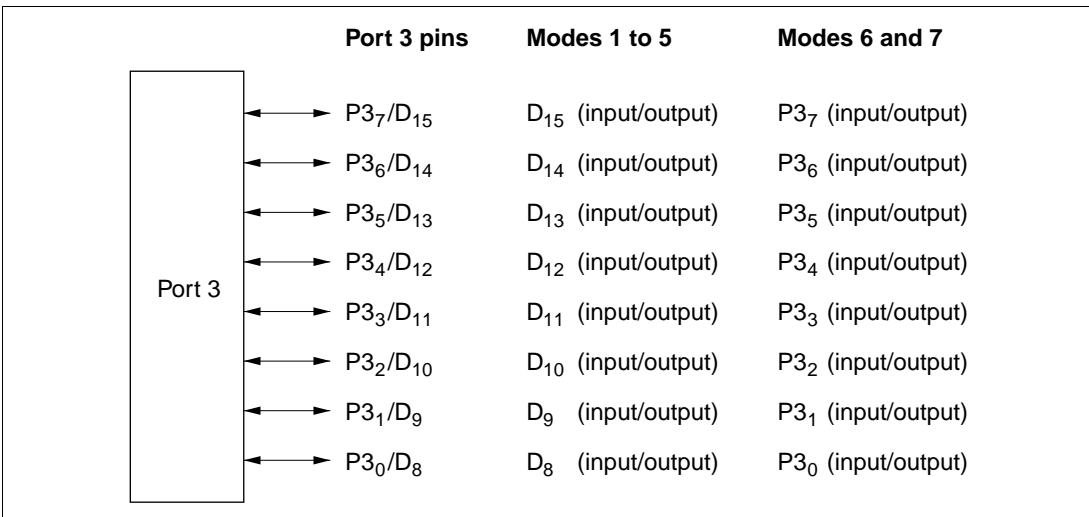 Port 3 pins Modes 1 to 5 Modes 6 and 7
P3₇/D₁₅ D₁₅ (input/output) P3₇ (input/output)
P3₆/D₁₄ D₁₄ (input/output) P3₆ (input/output)
P3₅/D₁₃ D₁₃ (input/output) P3₅ (input/output)
P3₄/D₁₂ D₁₂ (input/output) P3₄ (input/output)
Port 3
P3₃/D₁₁ D₁₁ (input/output) P3₃ (input/output)
P3₂/D₁₀ D₁₀ (input/output) P3₂ (input/output)
P3₁/D₉ D₉ (input/output) P3₁ (input/output)
P3₀/D₈ D₈ (input/output) P3₀ (input/output)